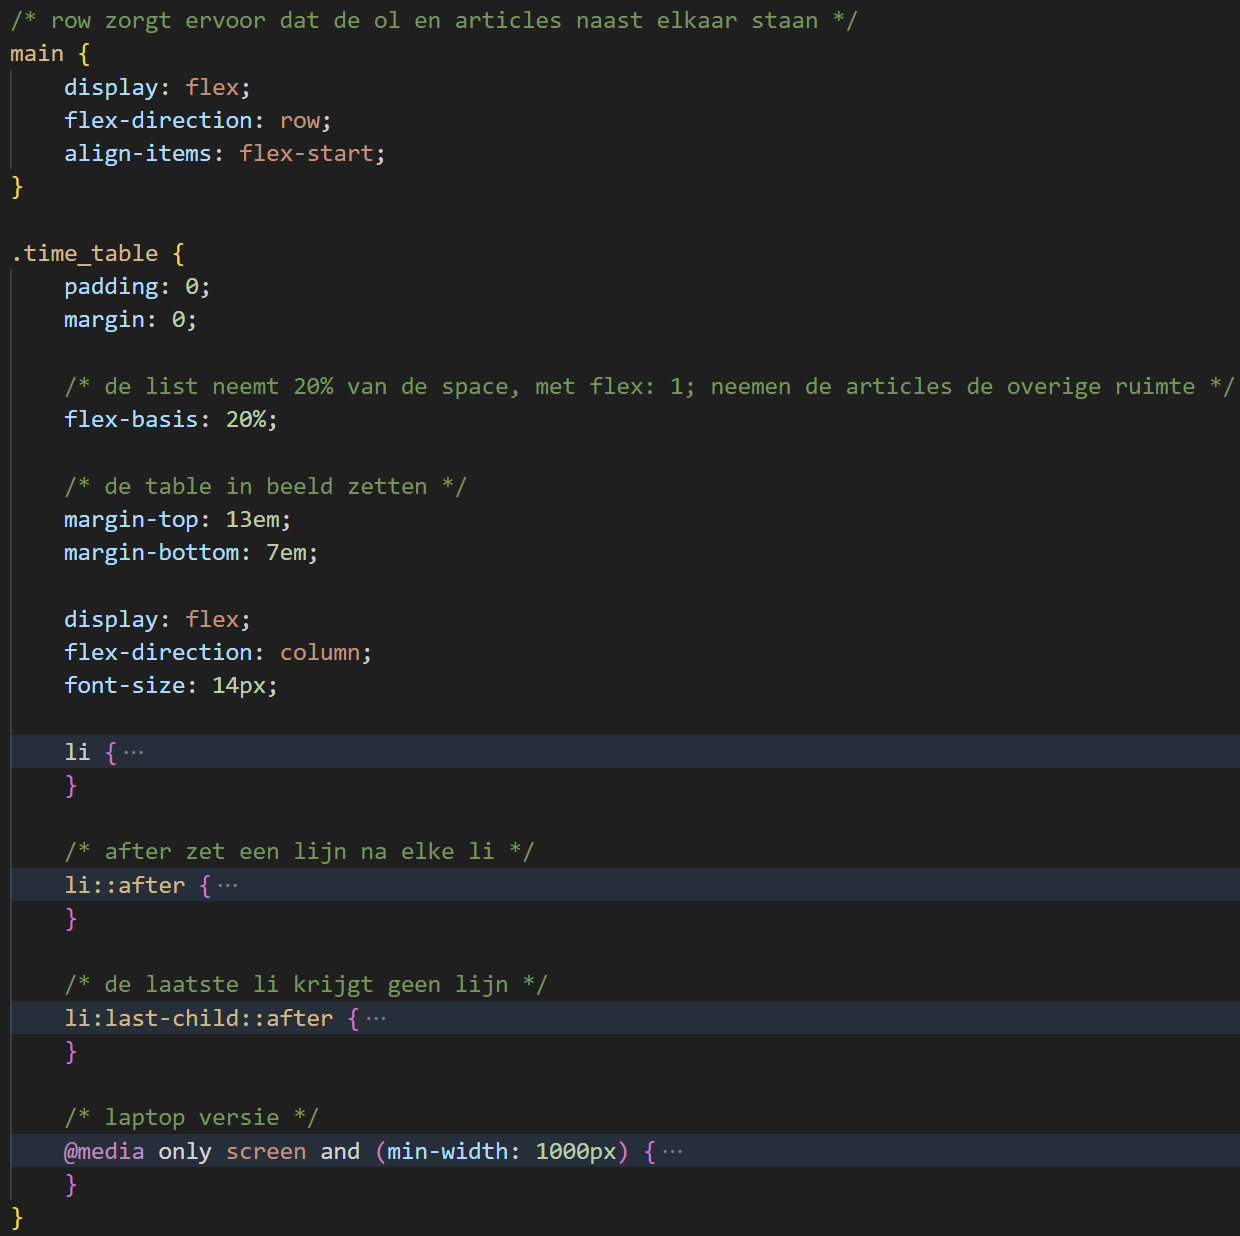 /* row zorgt ervoor dat de ol en articles naast elkaar staan */
main {
    display: flex;
    flex-direction: row;
    align-items: flex-start;
}

.time_table {
    padding: 0;
    margin: 0;

    /* de list neemt 20% van de space, met flex: 1; neemen de articles de overige ruimte */
    flex-basis: 20%;

    /* de table in beeld zetten */
    margin-top: 13em;
    margin-bottom: 7em;

    display: flex;
    flex-direction: column;
    font-size: 14px;

    li {···
    }

    /* after zet een lijn na elke li */
    li::after {···
    }

    /* de laatste li krijgt geen lijn */
    li:last-child::after {···
    }

    /* laptop versie */
    @media only screen and (min-width: 1000px) {···
    }
}